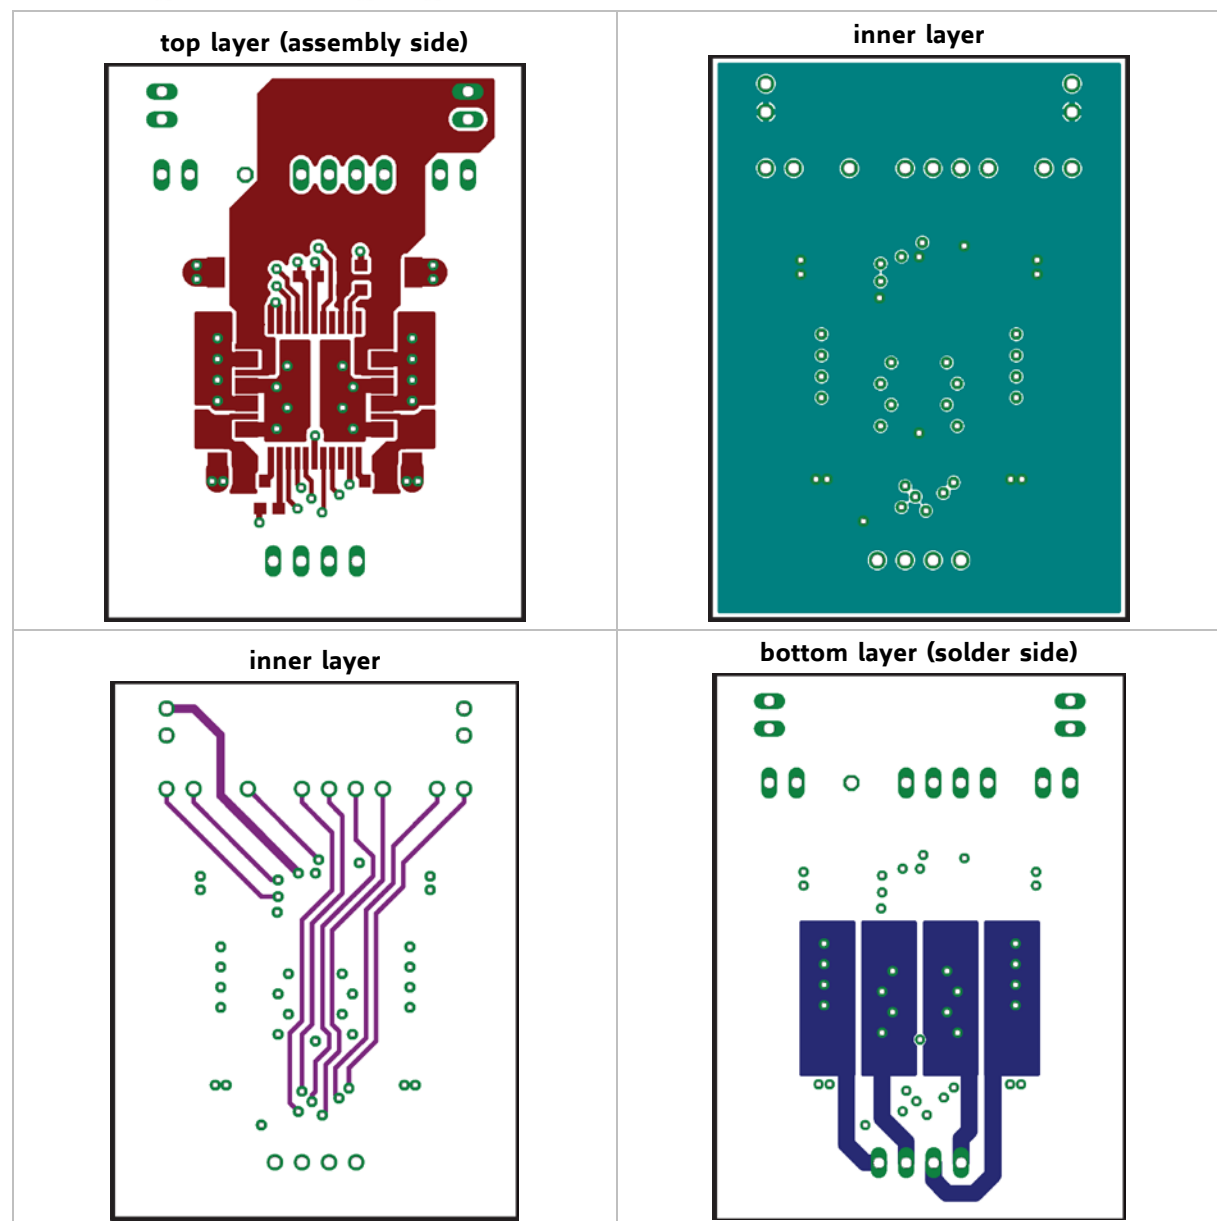 top layer (assembly side)
inner layer
inner layer
bottom layer (solder side)